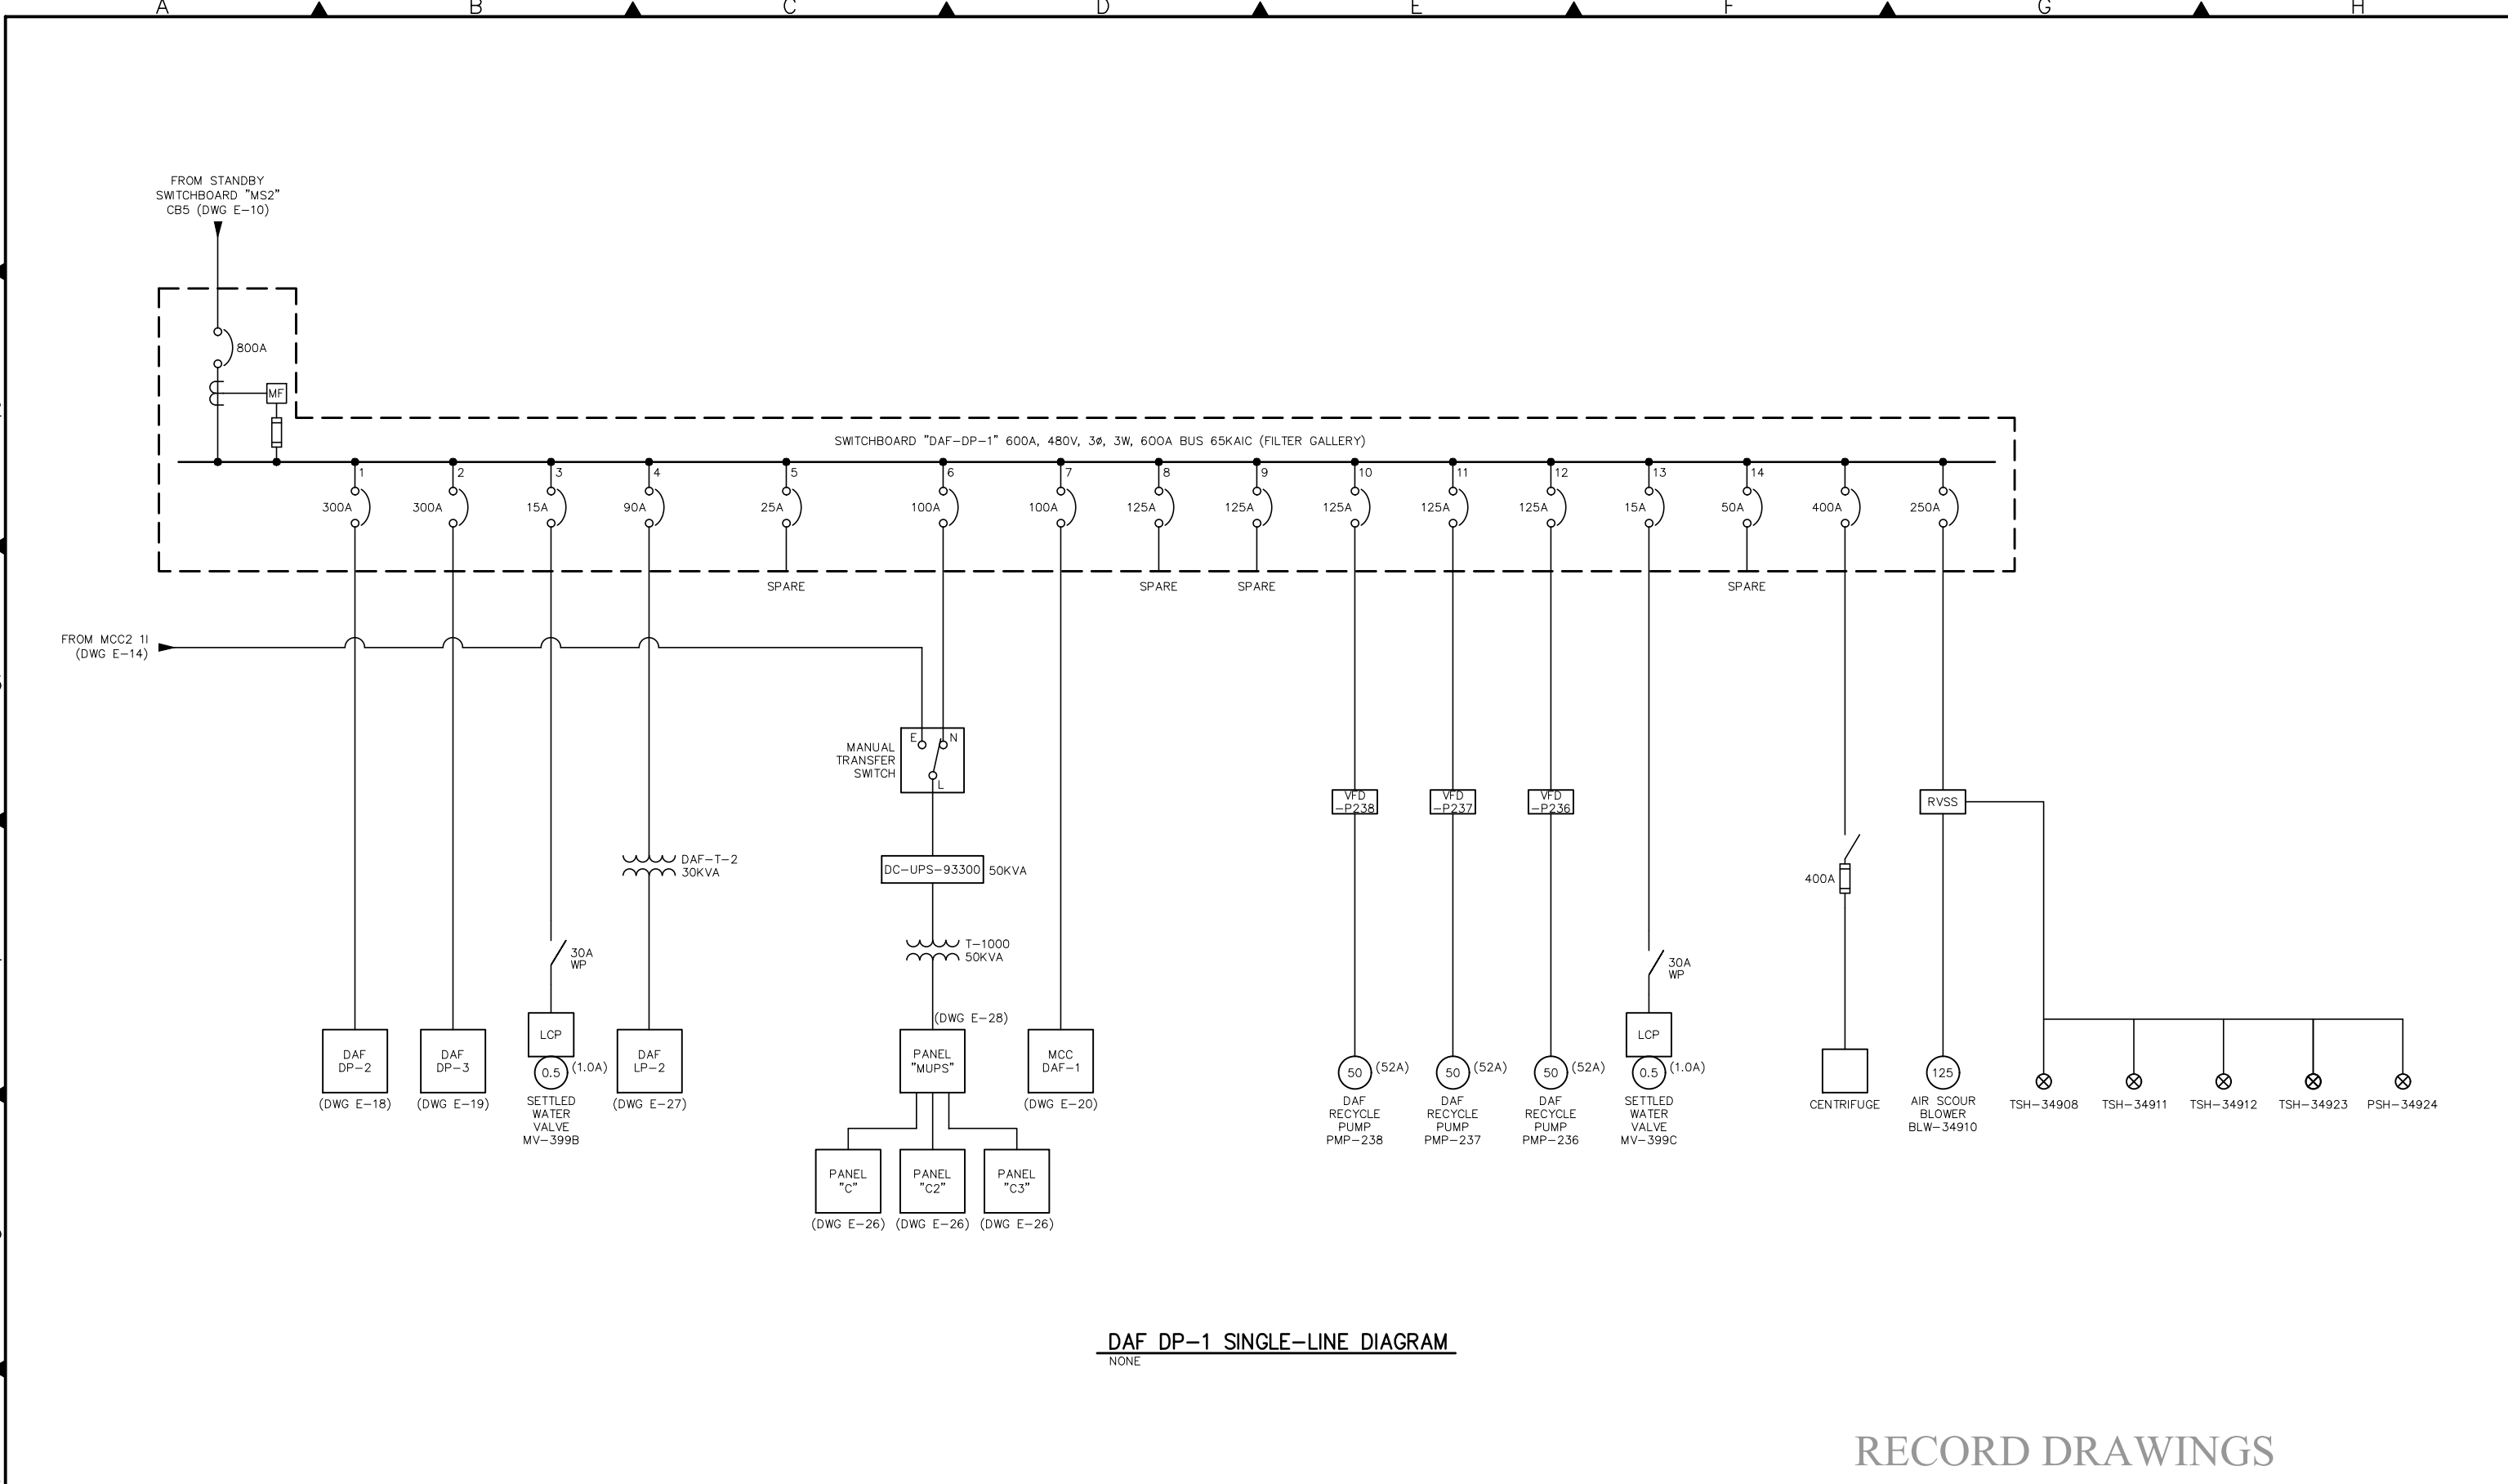 A B C D E F G H
FROM STANDBY
SWITCHBOARD "MS2"
CB5 (DWG E-10)
800A
MF
SWITCHBOARD "DAF-DP-1" 600A, 480V, 3ø, 3W, 600A BUS 65KAIC (FILTER GALLERY)
1 2 3 4 5 6 7 8 9 10 11 12 13 14
300A 300A 15A 90A 25A 100A 100A 125A 125A 125A 125A 125A 15A 50A 400A 250A
SPARE SPARE SPARE SPARE
FROM MCC2 1I
(DWG E-14)
E N
MANUAL
TRANSFER
SWITCH
L
VFD
-P238
VFD
-P237
VFD
-P236
RVSS
DAF-T-2
30KVA
DC-UPS-93300 50KVA
400A
T-1000
50KVA
30A
WP
30A
WP
(DWG E-28)
DAF
DP-2
(DWG E-18)
DAF
DP-3
(DWG E-19)
LCP
0.5 (1.0A)
SETTLED
WATER
VALVE
MV-399B
DAF
LP-2
(DWG E-27)
PANEL
"MUPS"
MCC
DAF-1
(DWG E-20)
50 (52A)
DAF
RECYCLE
PUMP
PMP-238
50 (52A)
DAF
RECYCLE
PUMP
PMP-237
50 (52A)
DAF
RECYCLE
PUMP
PMP-236
LCP
0.5 (1.0A)
SETTLED
WATER
VALVE
MV-399C
CENTRIFUGE
125
AIR SCOUR
BLOWER
BLW-34910
TSH-34908 TSH-34911 TSH-34912 TSH-34923 PSH-34924
PANEL
"C"
(DWG E-26)
PANEL
"C2"
(DWG E-26)
PANEL
"C3"
(DWG E-26)
DAF DP-1 SINGLE-LINE DIAGRAM
NONE
RECORD DRAWINGS